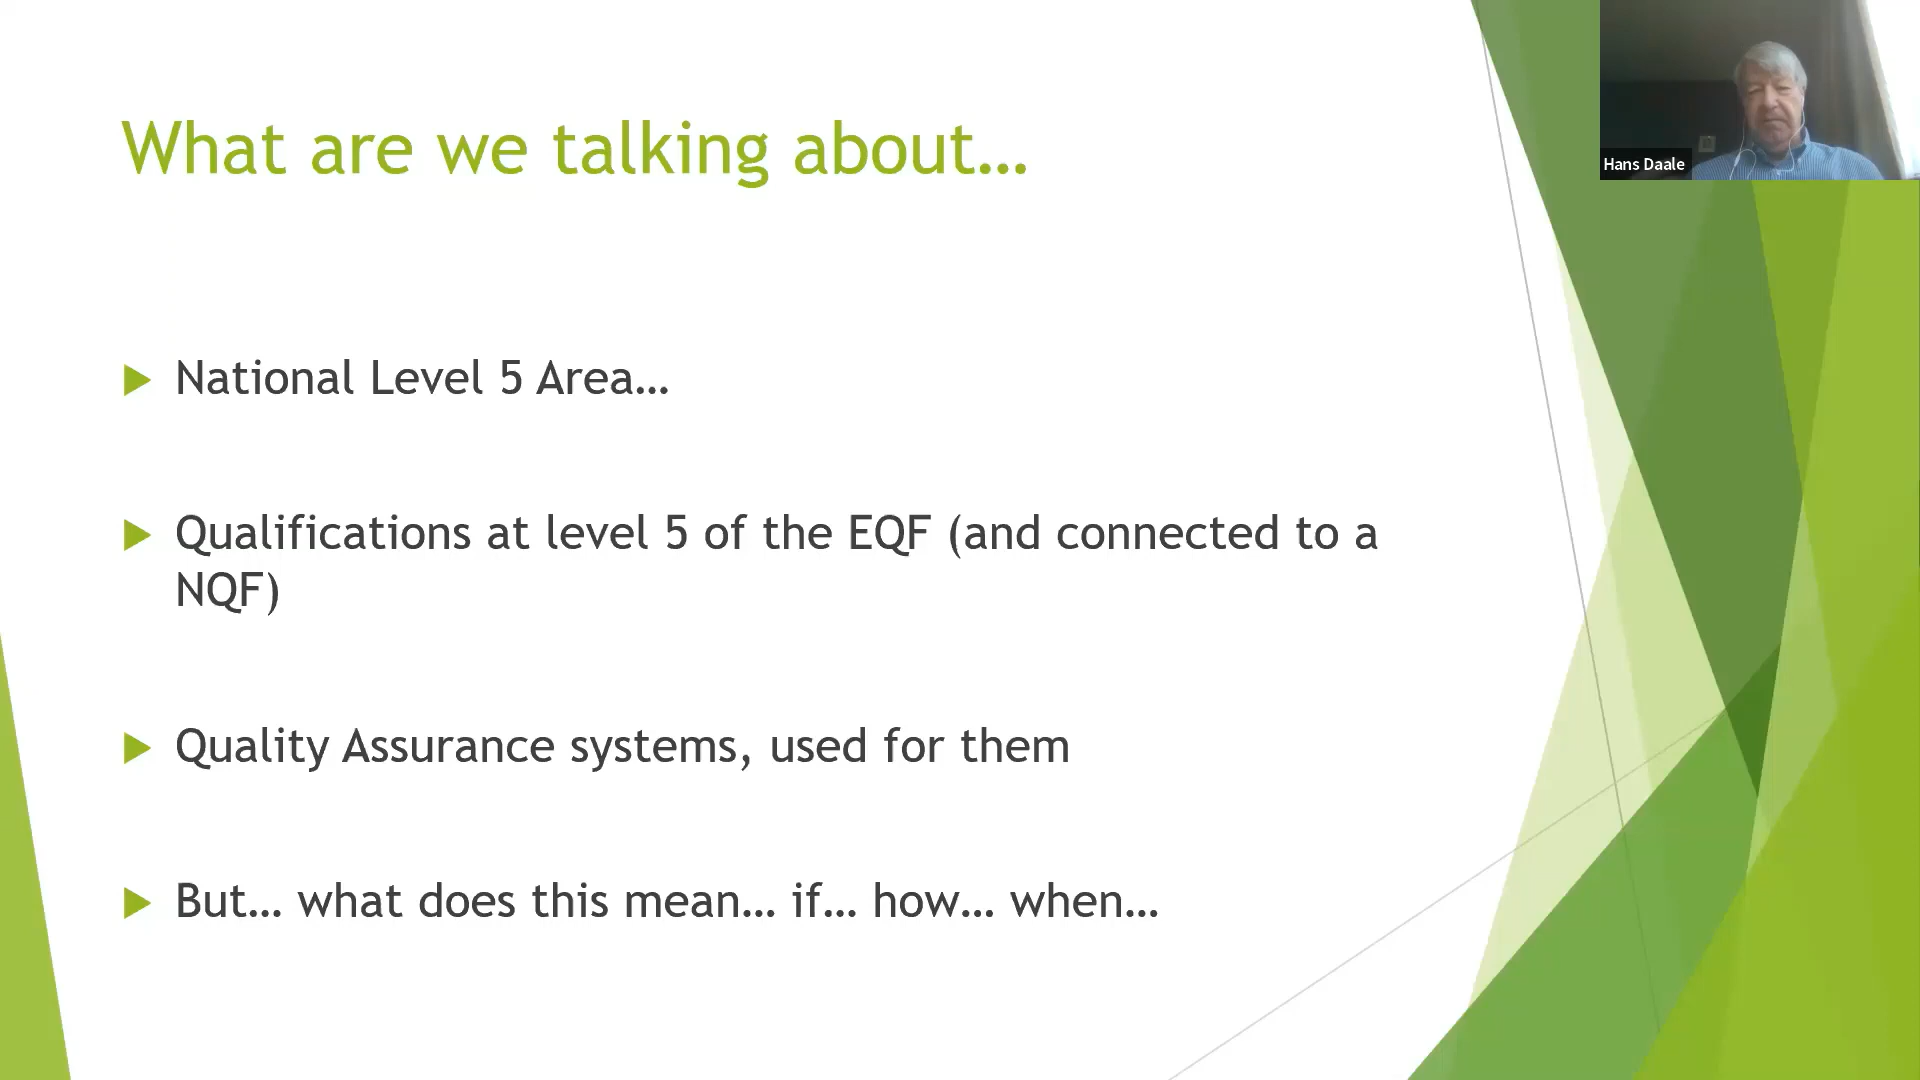 What are we talking about...
Hans Daale
National Level 5 Area...
Qualifications at level 5 of the EQF (and connected to a
NQF)
Quality Assurance systems, used for them
But... what does this mean... if... how... when...